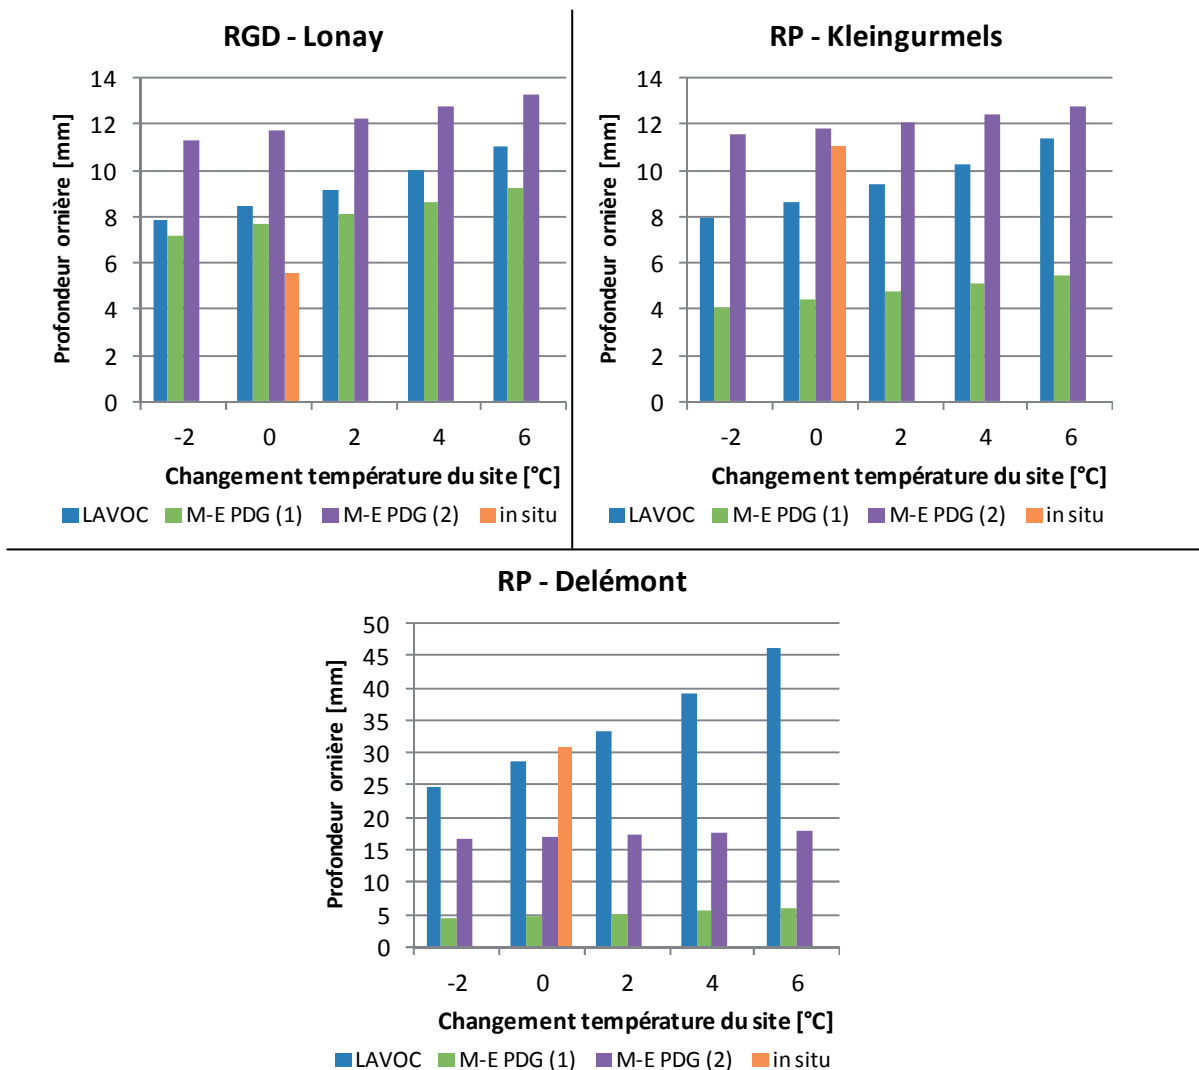 RGD - Lonay
Profondeur ornière [mm]
14
12
10
8
6
4
2
0
-2 0 2 4 6
Changement température du site [°C]
LAVOC M-E PDG (1) M-E PDG (2) in situ
RP - Kleingurmels
Profondeur ornière [mm]
14
12
10
8
6
4
2
0
-2 0 2 4 6
Changement température du site [°C]
LAVOC M-E PDG (1) M-E PDG (2) in situ
RP - Delémont
Profondeur ornière [mm]
50
45
40
35
30
25
20
15
10
5
0
-2 0 2 4 6
Changement température du site [°C]
LAVOC M-E PDG (1) M-E PDG (2) in situ